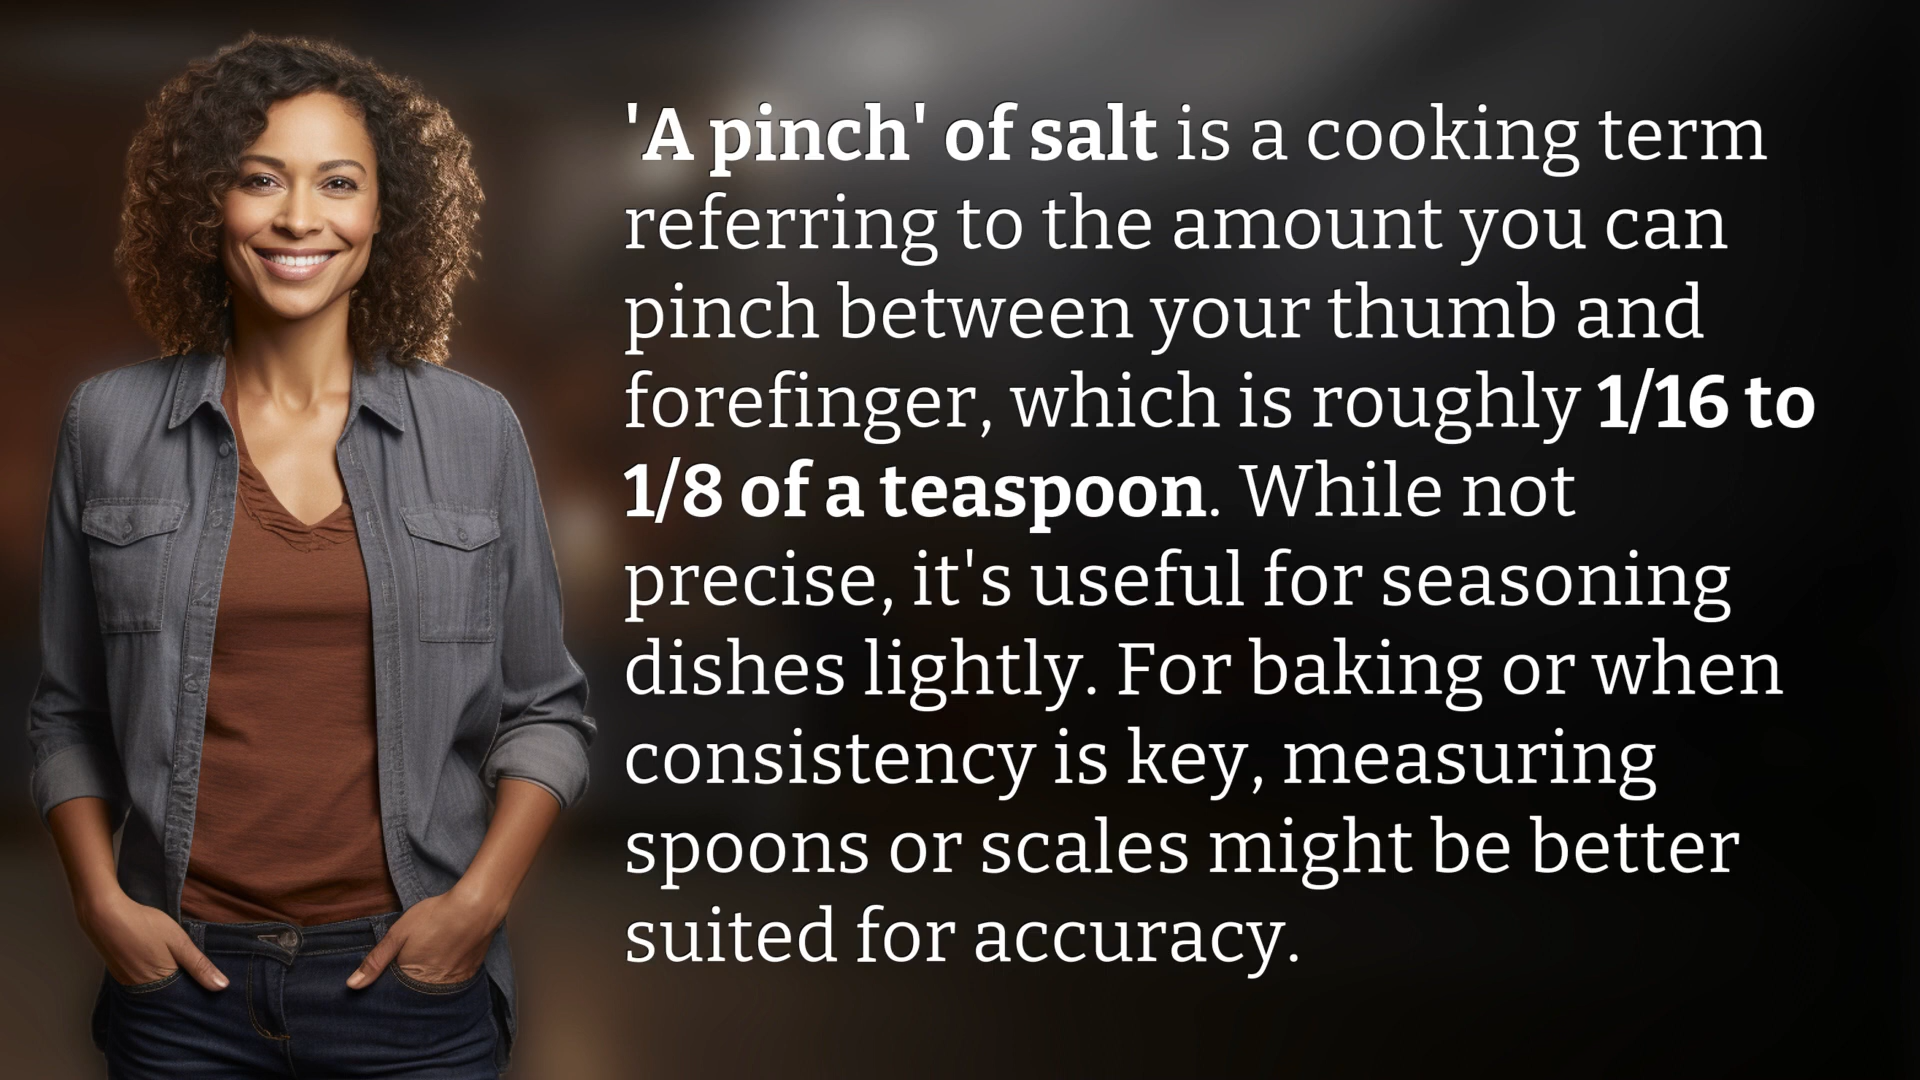 'A pinch' of salt is a cooking term
referring to the amount you can
pinch between your thumb and
forefinger, which is roughly 1/16 to
1/8 of a teaspoon. While not
precise, it's useful for seasoning
dishes lightly. For baking or when
consistency is key, measuring
spoons or scales might be better
suited for accuracy.